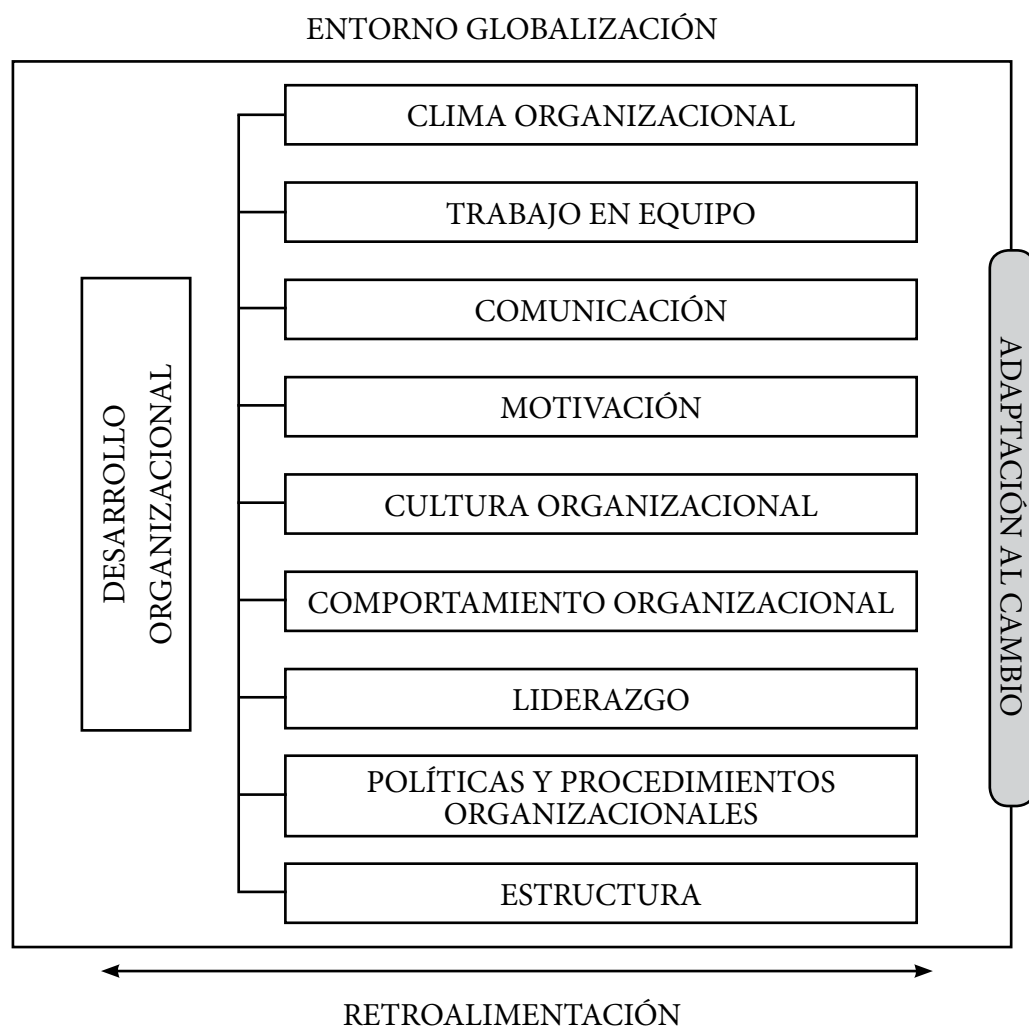 ENTORNO GLOBALIZACIÓN
DESARROLLO
ORGANIZACIONAL
CLIMA ORGANIZACIONAL
TRABAJO EN EQUIPO
COMUNICACIÓN
MOTIVACIÓN
CULTURA ORGANIZACIONAL
COMPORTAMIENTO ORGANIZACIONAL
LIDERAZGO
POLÍTICAS Y PROCEDIMIENTOS
ORGANIZACIONALES
ESTRUCTURA
ADAPTACIÓN AL CAMBIO
RETROALIMENTACIÓN